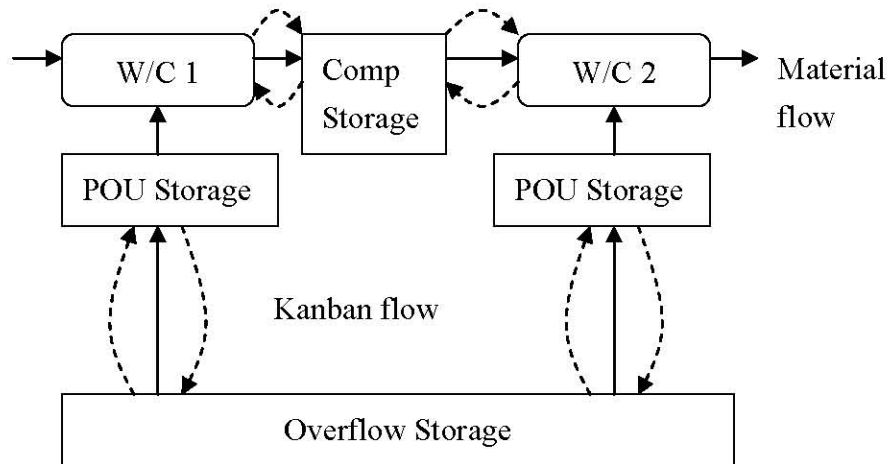 W/C 1
Comp
Storage
W/C 2
Material
flow
POU Storage
POU Storage
Kanban flow
Overflow Storage